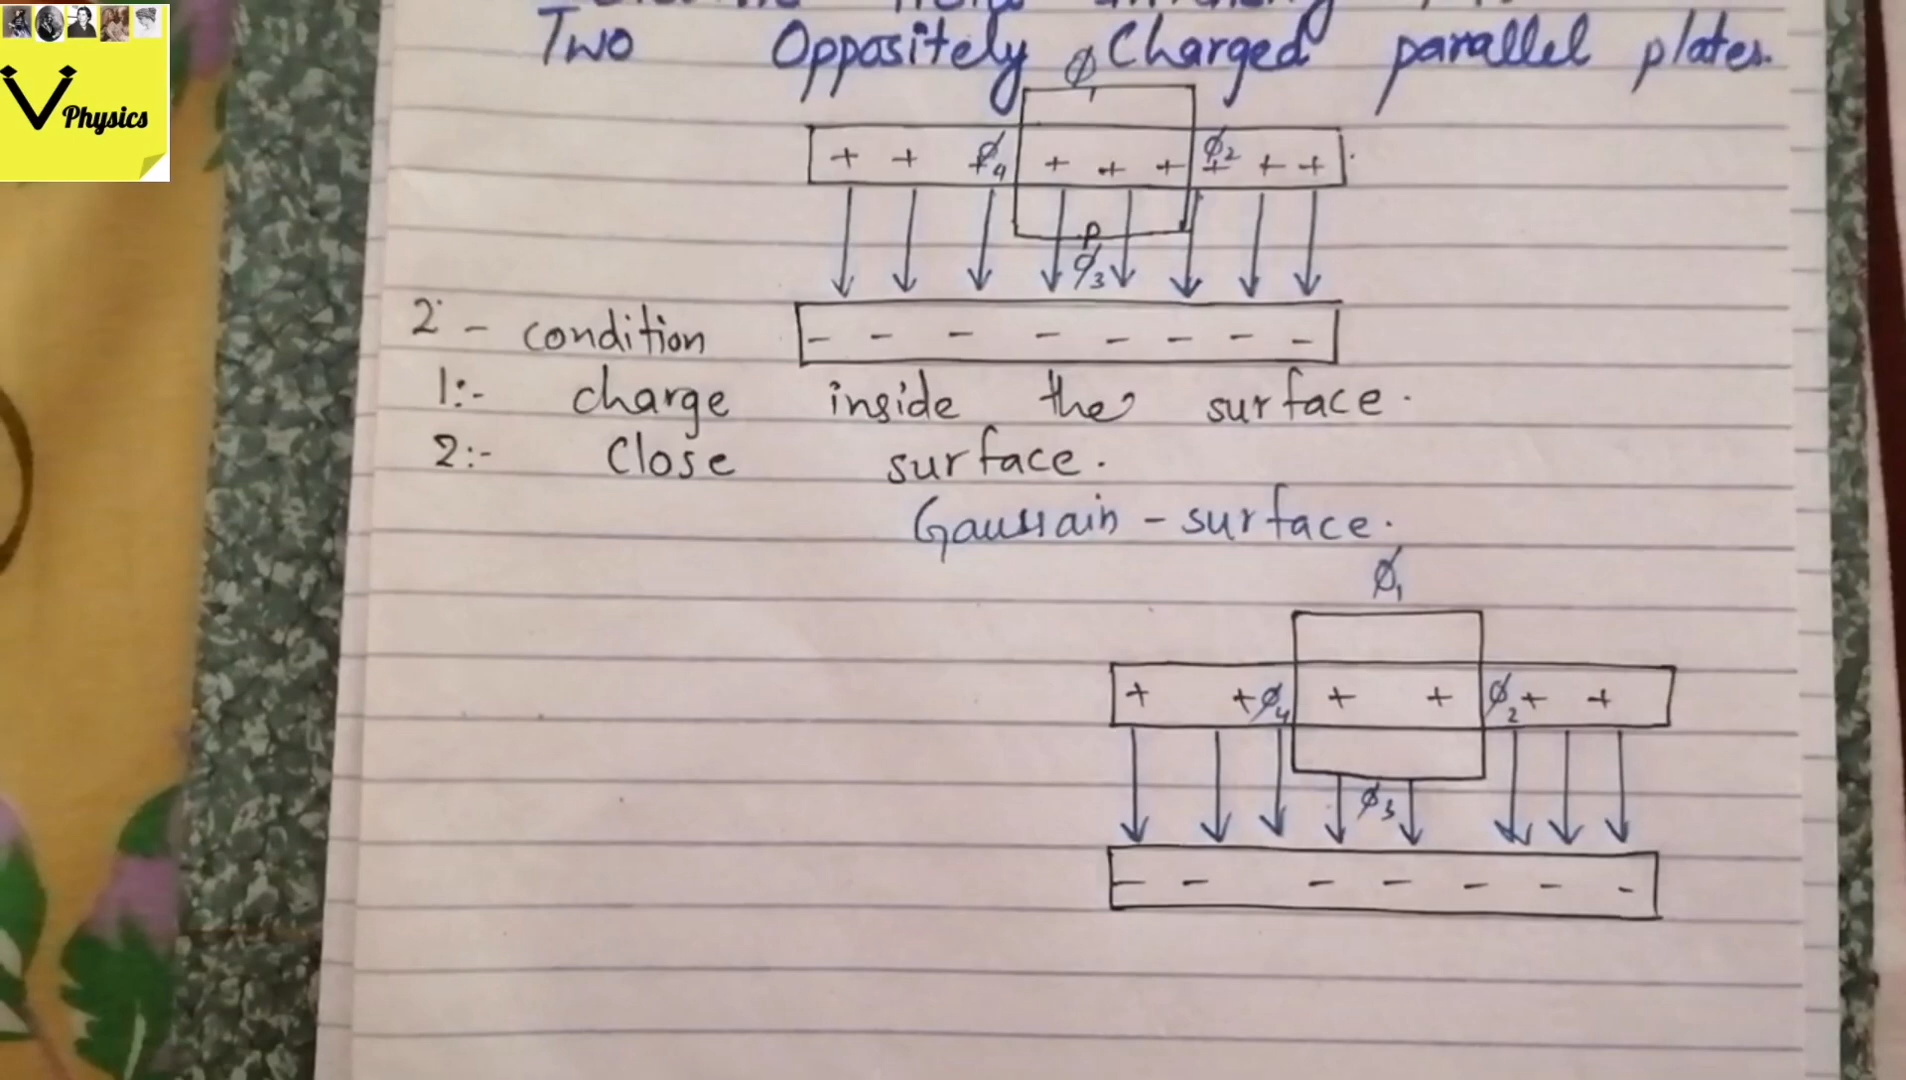 V Physics
Two Oppositely Charged parallel plates.
ϕ1
+ + ϕ4 + + + ϕ2 + + +
P
ϕ3
2 - condition
- - - - - - - -
1:- charge inside the surface.
2:- Close surface.
Gaussain - surface.
ϕ1
+ + ϕ4 + + ϕ2 + +
ϕ3
- - - - - - -